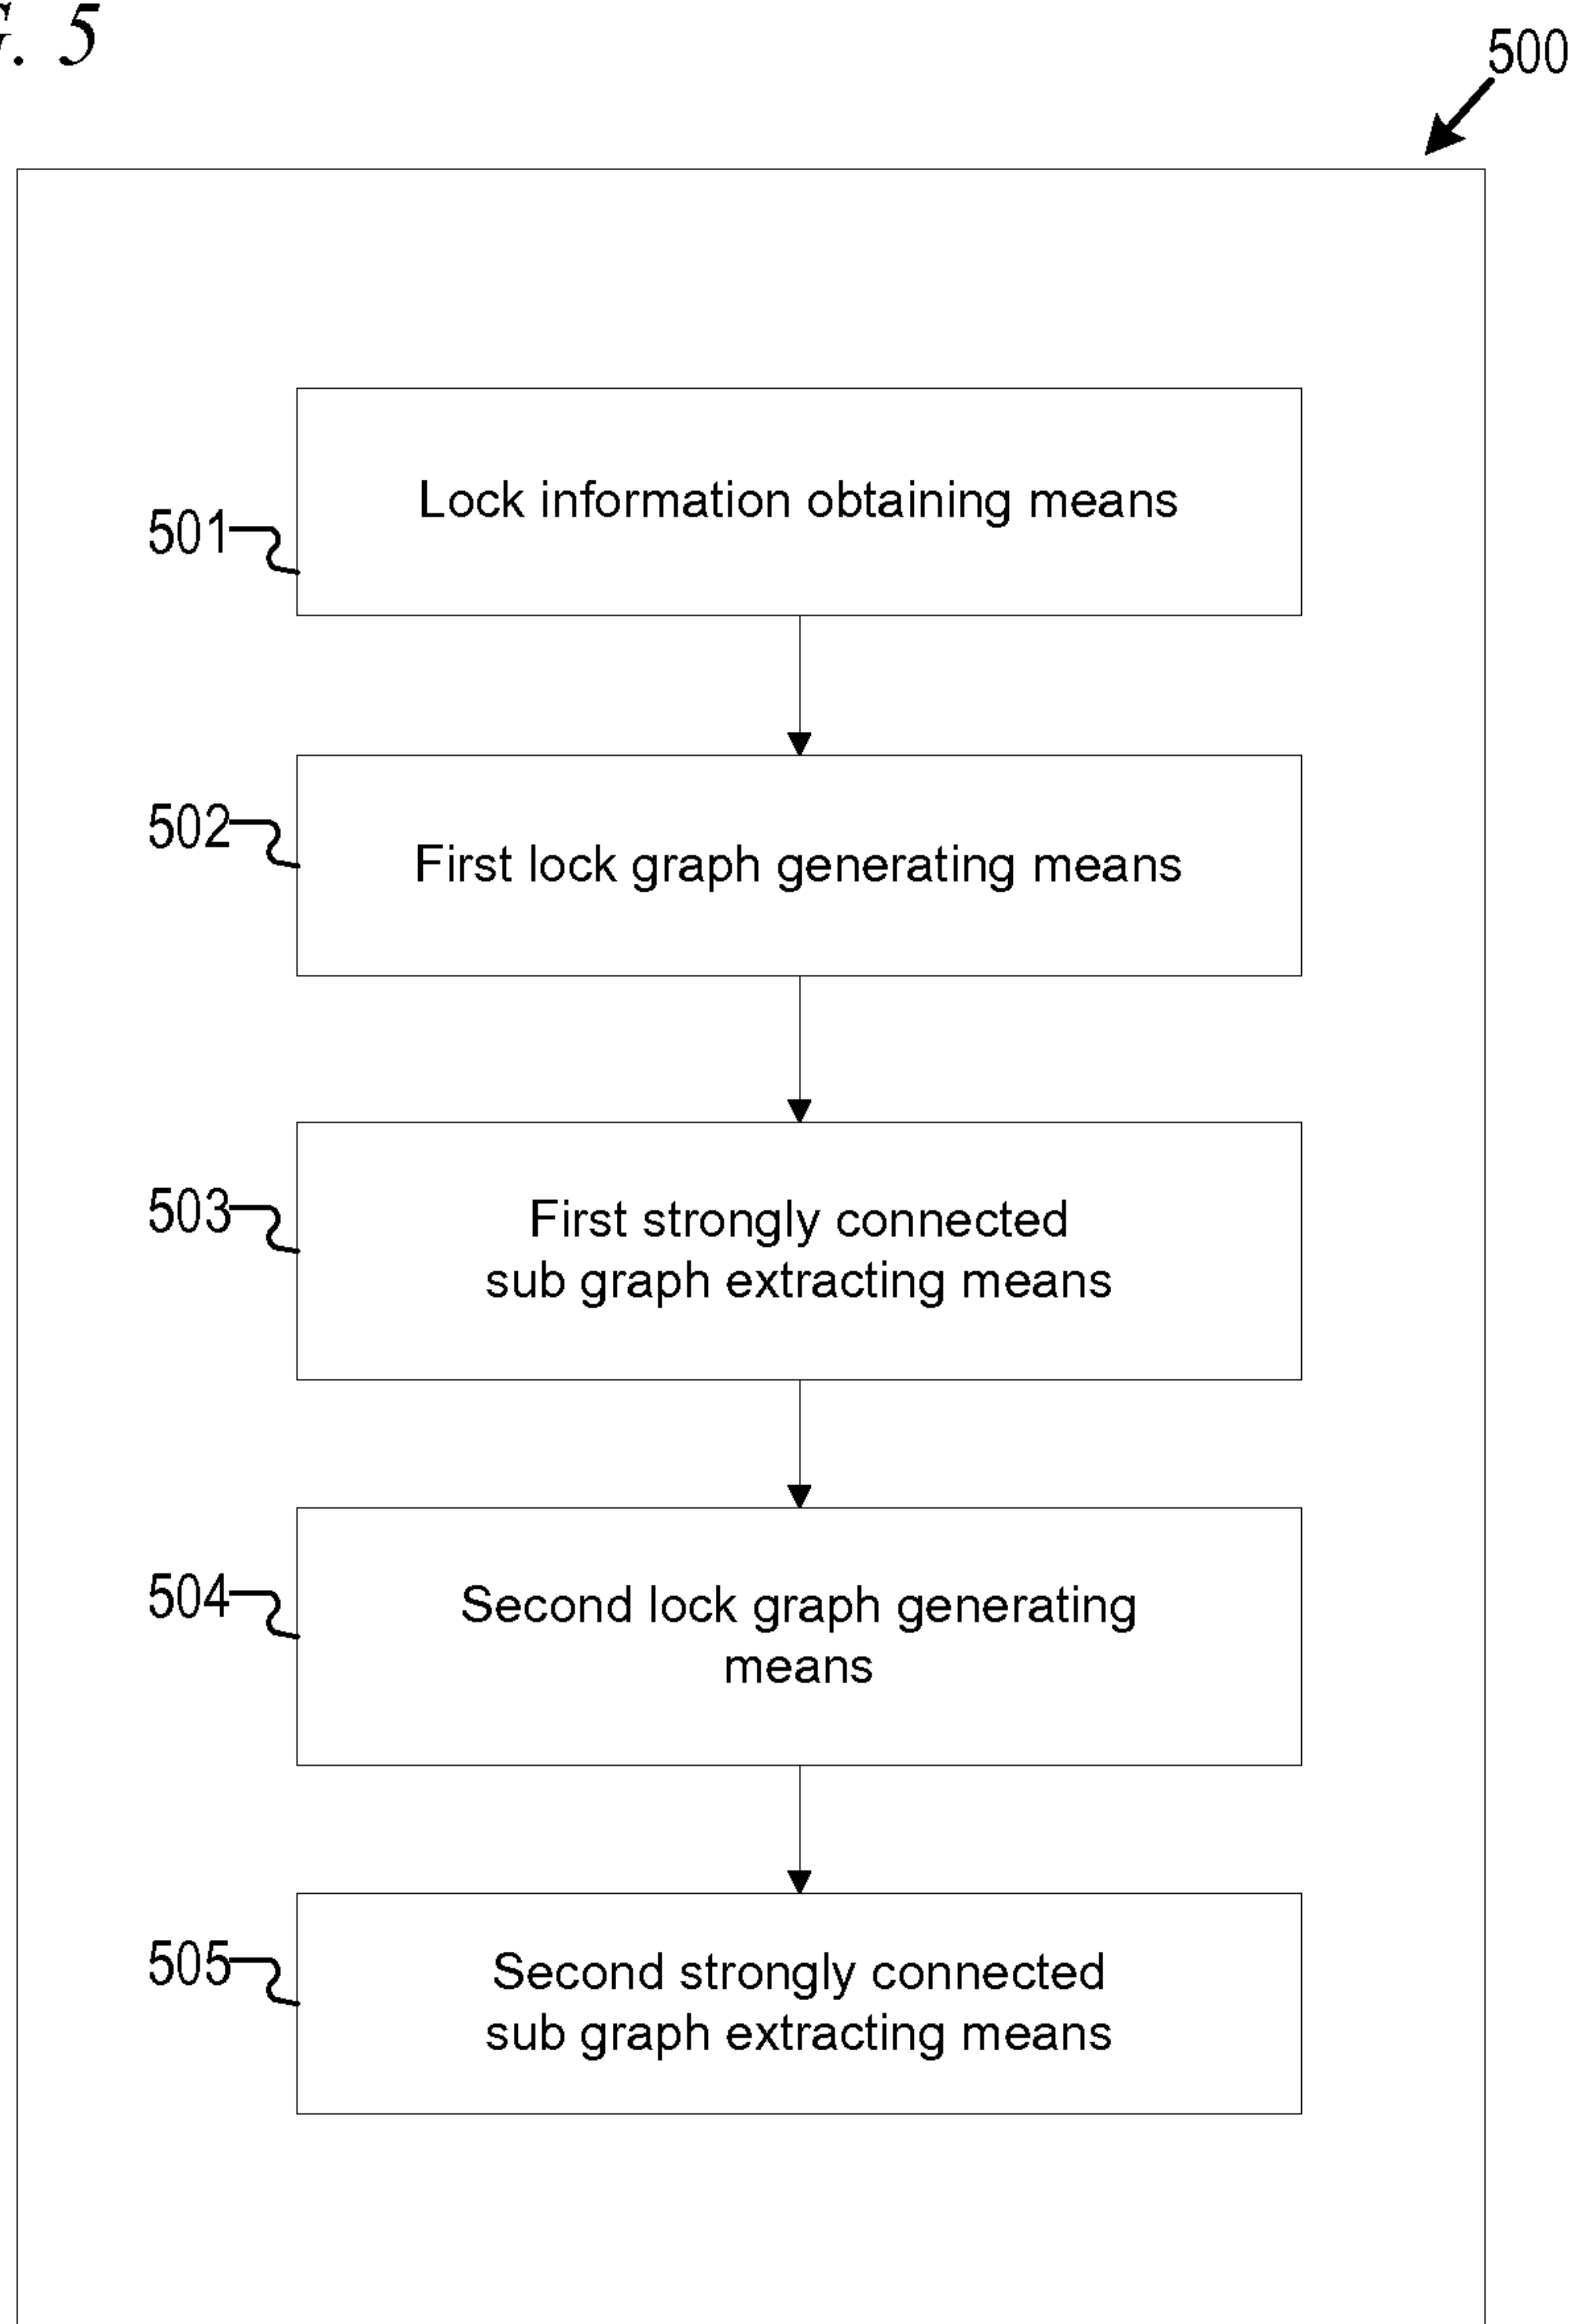 . 5
500
501
Lock information obtaining means
502
First lock graph generating means
503
First strongly connected
sub graph extracting means
504
Second lock graph generating
means
505
Second strongly connected
sub graph extracting means